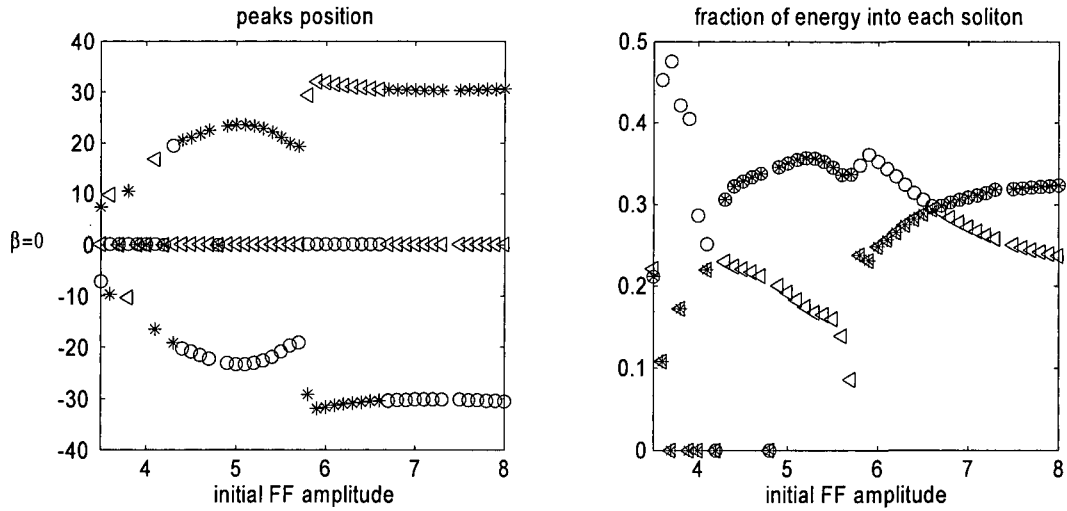 peaks position
fraction of energy into each soliton
40
30
20
10
0
-10
-20
-30
-40
β=0
4 5 6 7 8
initial FF amplitude
0.5
0.4
0.3
0.2
0.1
0
4 5 6 7 8
initial FF amplitude